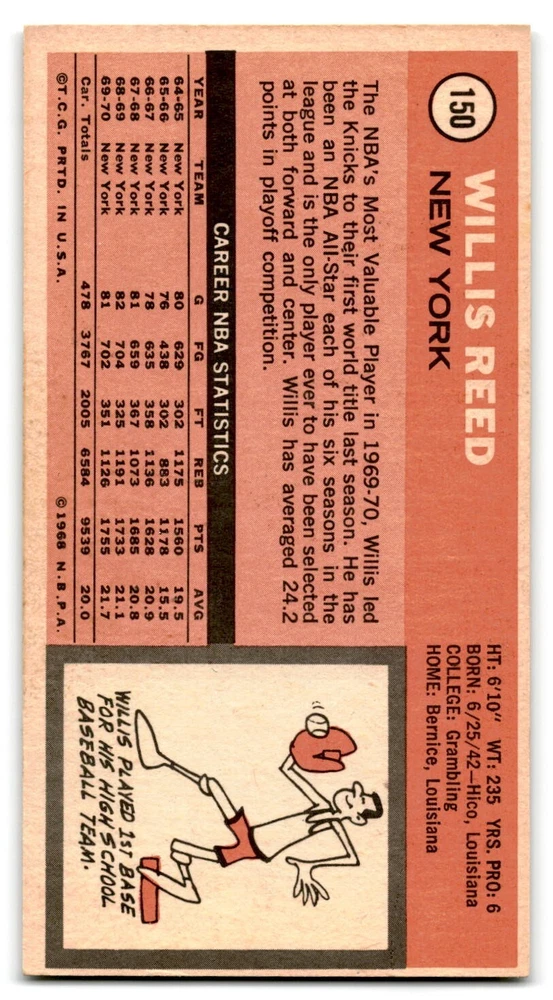 150
WILLIS REED
NEW YORK
HT: 6'10" WT: 235 YRS. PRO: 6
BORN: 6/25/42—Hico, Louisiana
COLLEGE: Grambling
HOME: Bernice, Louisiana
The NBA's Most Valuable Player in 1969-70, Willis led
the Knicks to their first world title last season. He has
been an NBA All-Star each of his six seasons in the
league and is the only player ever to have been selected
at both forward and center. Willis has averaged 24.2
points in playoff competition.
CAREER NBA STATISTICS
YEAR TEAM G FG FT REB PTS AVG
64-65 New York 80 629 302 1175 1560 19.5
65-66 New York 76 438 302 883 1178 15.5
66-67 New York 78 635 358 1136 1628 20.9
67-68 New York 81 659 367 1073 1685 20.8
68-69 New York 82 704 325 1191 1733 21.1
69-70 New York 81 702 351 1126 1755 21.7
Car. Totals 478 3767 2005 6584 9539 20.0
©T.C.G. PRTD. IN U.S.A. ©1968 N.B.P.A.
WILLIS PLAYED 1ST BASE
FOR HIS HIGH SCHOOL
BASEBALL TEAM.